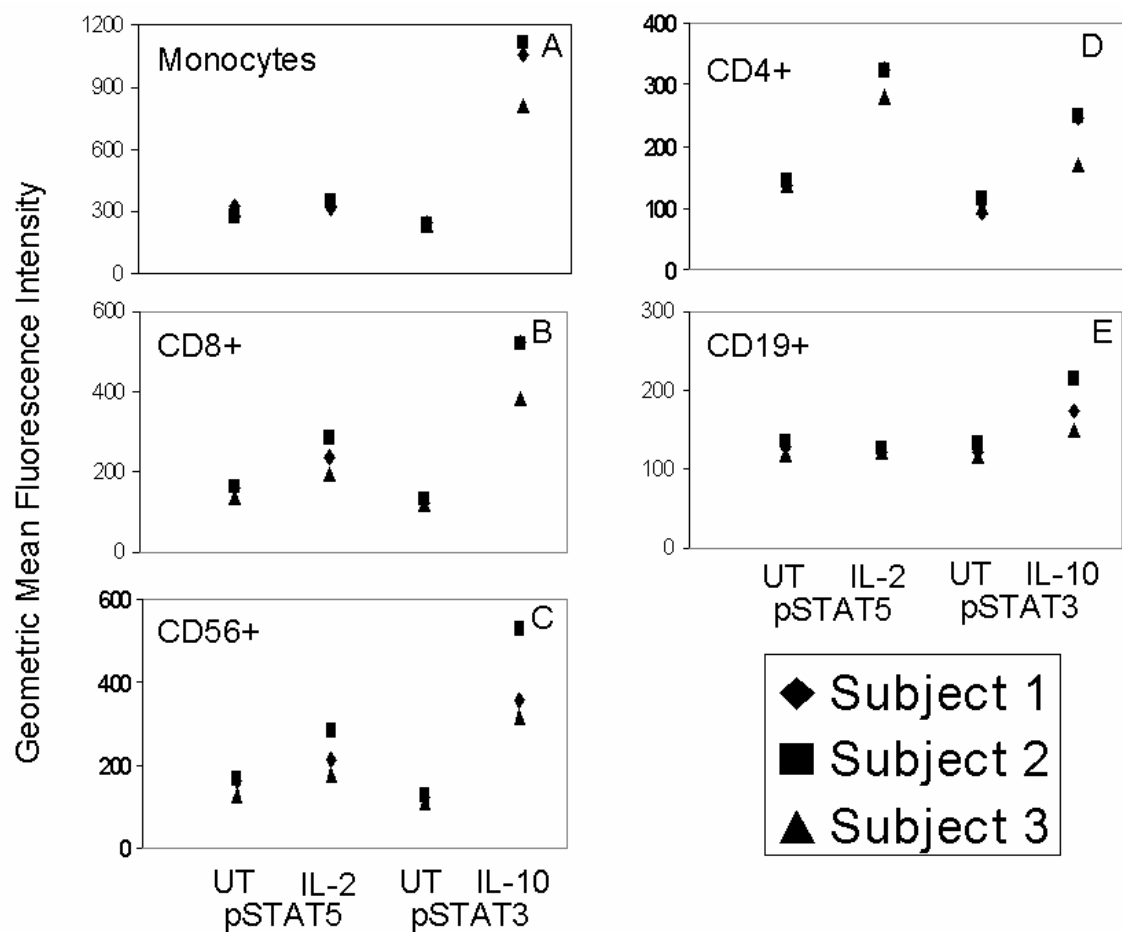 Geometric Mean Fluorescence Intensity
1200
900
600
300
0
Monocytes
A
600
400
200
0
CD8+
B
600
400
200
0
CD56+
C
UT IL-2 UT IL-10
pSTAT5 pSTAT3
400
300
200
100
0
CD4+
D
300
200
100
0
CD19+
E
UT IL-2 UT IL-10
pSTAT5 pSTAT3
Subject 1
Subject 2
Subject 3